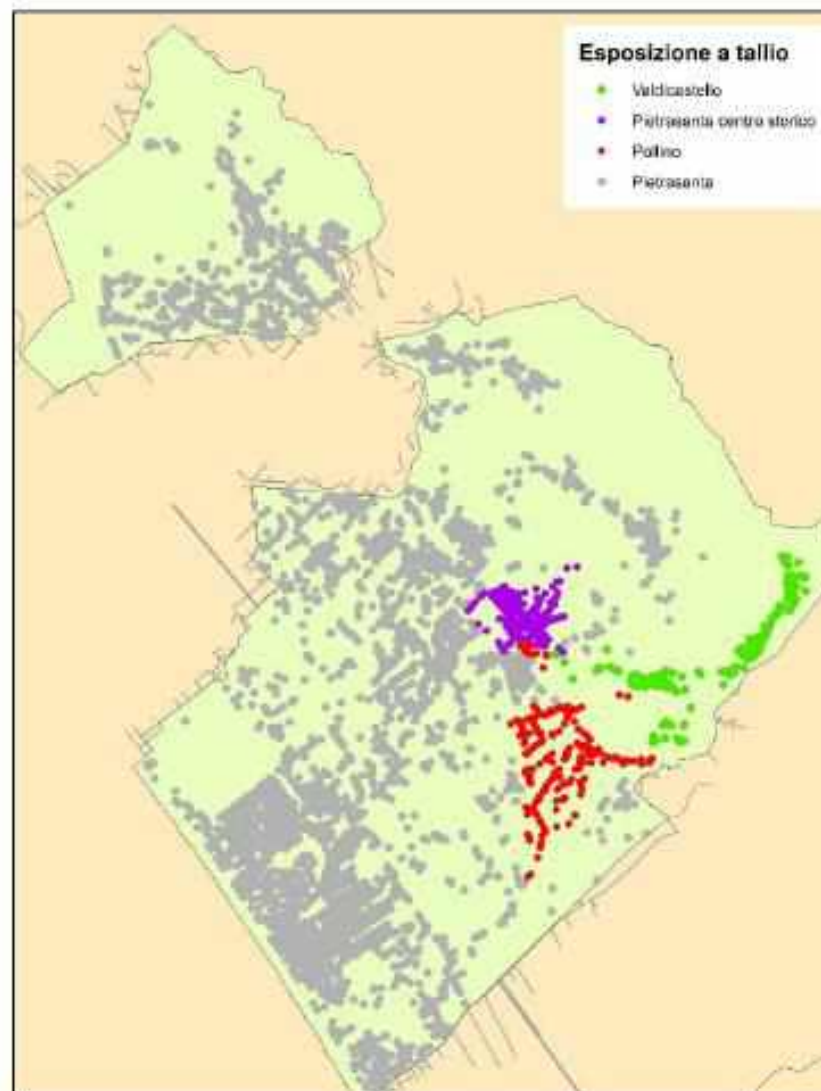 Esposizione a tallio
Valdicastello
Pietrasanta centro storico
Pollino
Pietrasanta